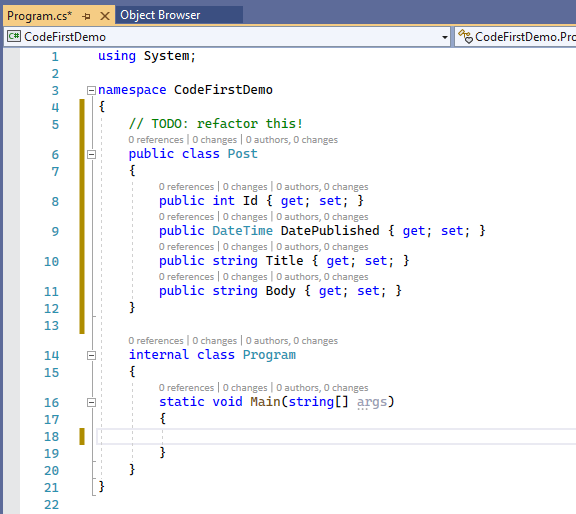 Program.cs*
Object Browser
CodeFirstDemo
CodeFirstDemo.Pro
1 using System;
2
3 namespace CodeFirstDemo
4 {
5 // TODO: refactor this!
0 references | 0 changes | 0 authors, 0 changes
6 public class Post
7 {
0 references | 0 changes | 0 authors, 0 changes
8 public int Id { get; set; }
0 references | 0 changes | 0 authors, 0 changes
9 public DateTime DatePublished { get; set; }
0 references | 0 changes | 0 authors, 0 changes
10 public string Title { get; set; }
0 references | 0 changes | 0 authors, 0 changes
11 public string Body { get; set; }
12 }
13
0 references | 0 changes | 0 authors, 0 changes
14 internal class Program
15 {
0 references | 0 changes | 0 authors, 0 changes
16 static void Main(string[] args)
17 {
18
19 }
20 }
21 }
22